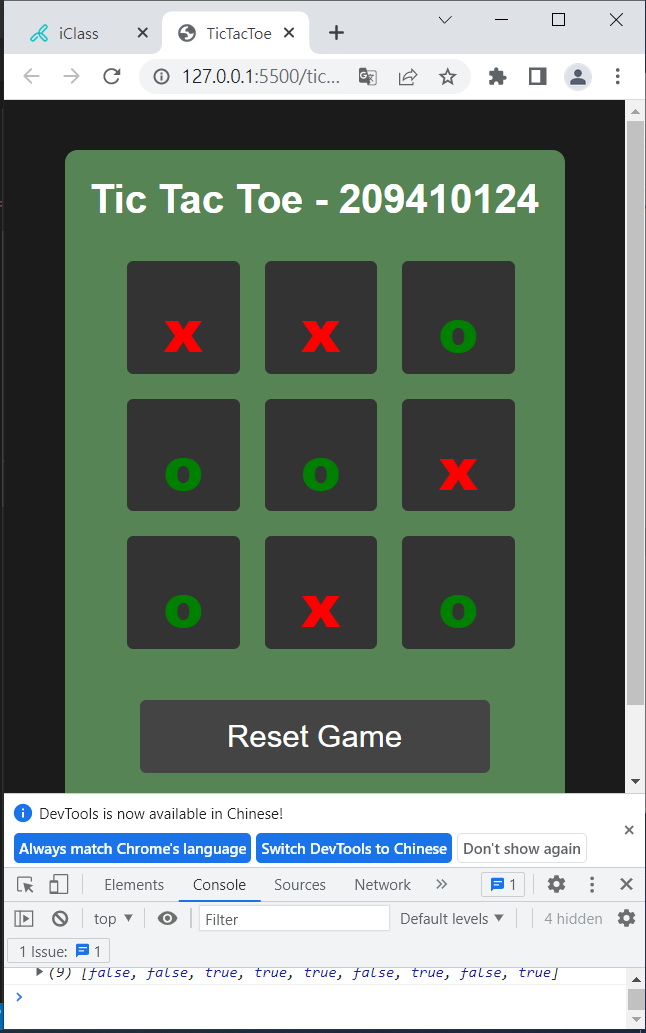 iClass
TicTacToe
127.0.0.1:5500/tic...
Tic Tac Toe - 209410124
x x o
o o x
o x o
Reset Game
DevTools is now available in Chinese!
Always match Chrome's language Switch DevTools to Chinese Don't show again
Elements Console Sources Network » 1
top Filter Default levels 4 hidden
1 Issue: 1
(9) [false, false, true, true, true, false, true, false, true]